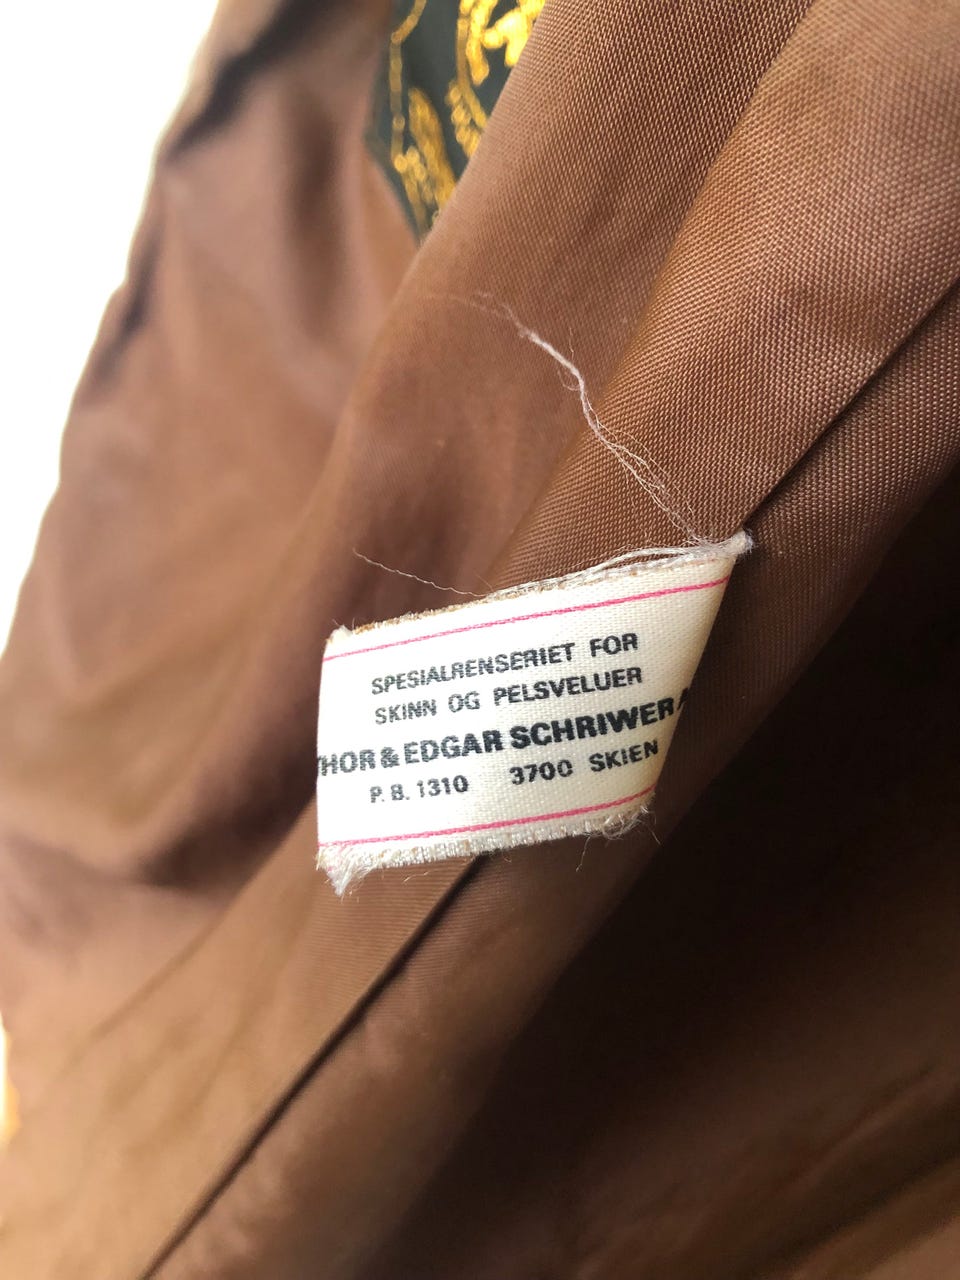 SPESIALRENSERIET FOR
SKINN OG PELSVELUER
THOR & EDGAR SCHRIWER A
P. B. 1310 3700 SKIEN